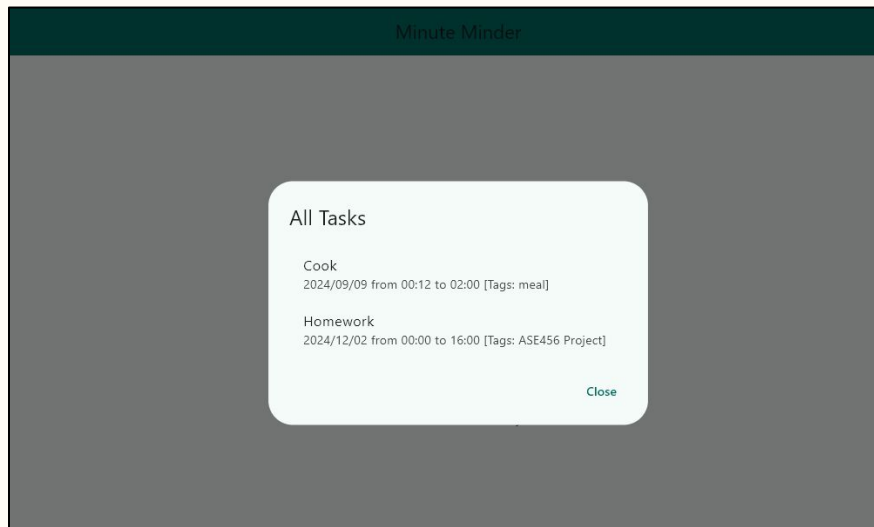 Minute Minder
All Tasks
Cook
2024/09/09 from 00:12 to 02:00 [Tags: meal]
Homework
2024/12/02 from 00:00 to 16:00 [Tags: ASE456 Project]
Close